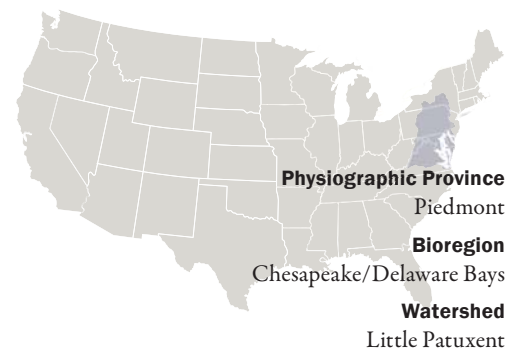 Physiographic Province
Piedmont
Bioregion
Chesapeake/Delaware Bays
Watershed
Little Patuxent